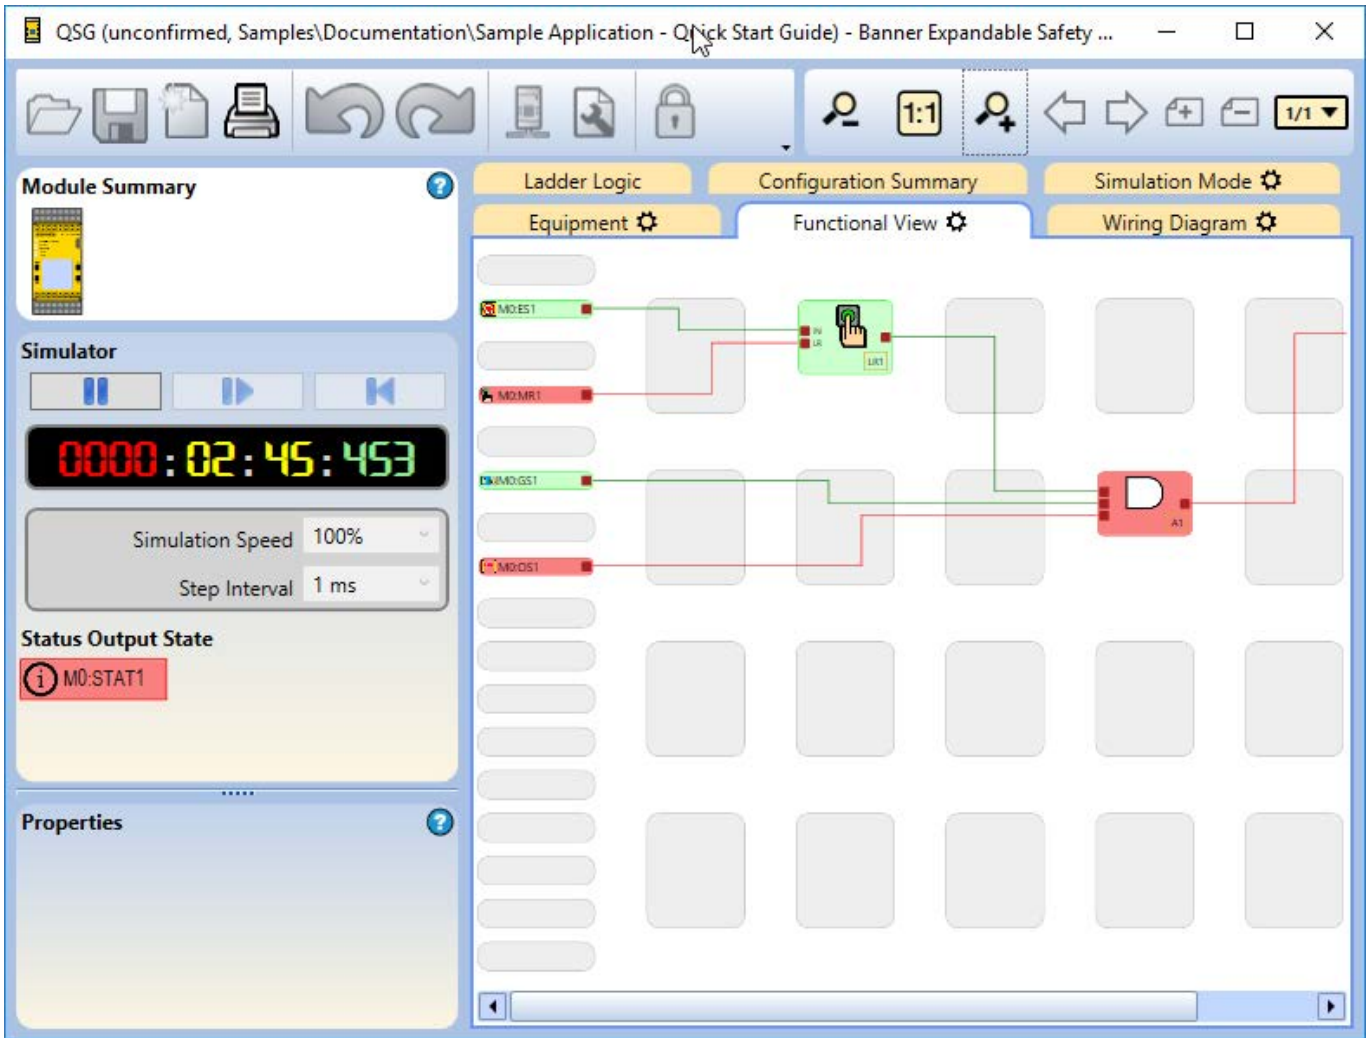 QSG (unconfirmed, Samples\Documentation\Sample Application - Quick Start Guide) - Banner Expandable Safety ...
1:1
1/1
Module Summary
Simulator
0000:02:45:453
Simulation Speed 100%
Step Interval 1 ms
Status Output State
i M0:STAT1
Properties
Ladder Logic
Configuration Summary
Simulation Mode
Equipment
Functional View
Wiring Diagram
M0:ES1
IN
LR
LR1
M0:MR1
M0:GS1
A1
M0:OS1